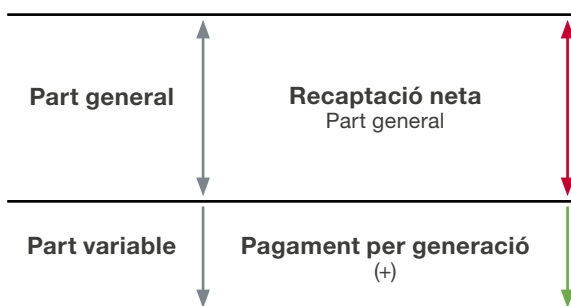 Part general
Recaptació neta
Part general
Part variable
Pagament per generació
(+)